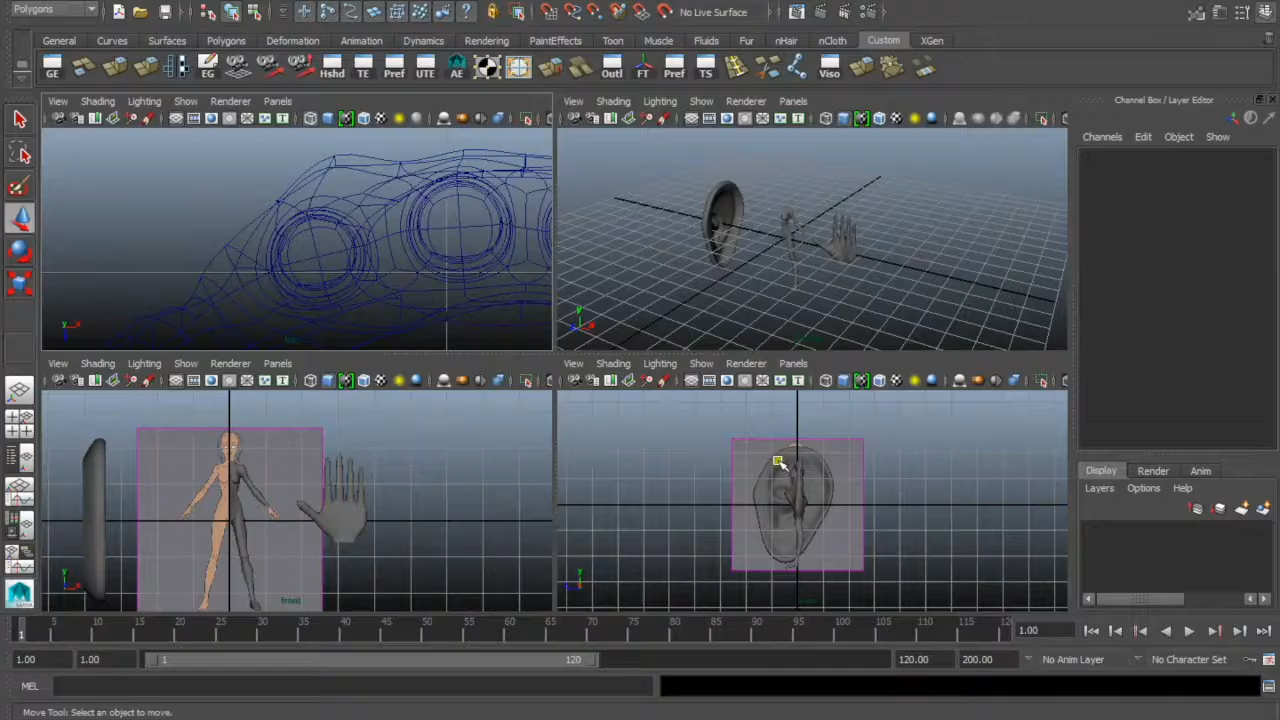 Polygons
No Live Surface
General Curves Surfaces Polygons Deformation Animation Dynamics Rendering PaintEffects Toon Muscle Fluids Fur nHair nCloth Custom XGen
GE EG Hshd TE Pref UTE AE Outl FT Pref TS Viso
View Shading Lighting Show Renderer Panels
View Shading Lighting Show Renderer Panels
Channel Box / Layer Editor
Channels Edit Object Show
y x
y x
View Shading Lighting Show Renderer Panels
View Shading Lighting Show Renderer Panels
Display Render Anim
Layers Options Help
y x
front
y
5 10 15 20 25 30 35 40 45 50 55 60 65 70 75 80 85 90 95 100 105 110 115 12
1
1.00
1.00 1.00 1 120 120.00 200.00 No Anim Layer No Character Set
MEL
Move Tool: Select an object to move.